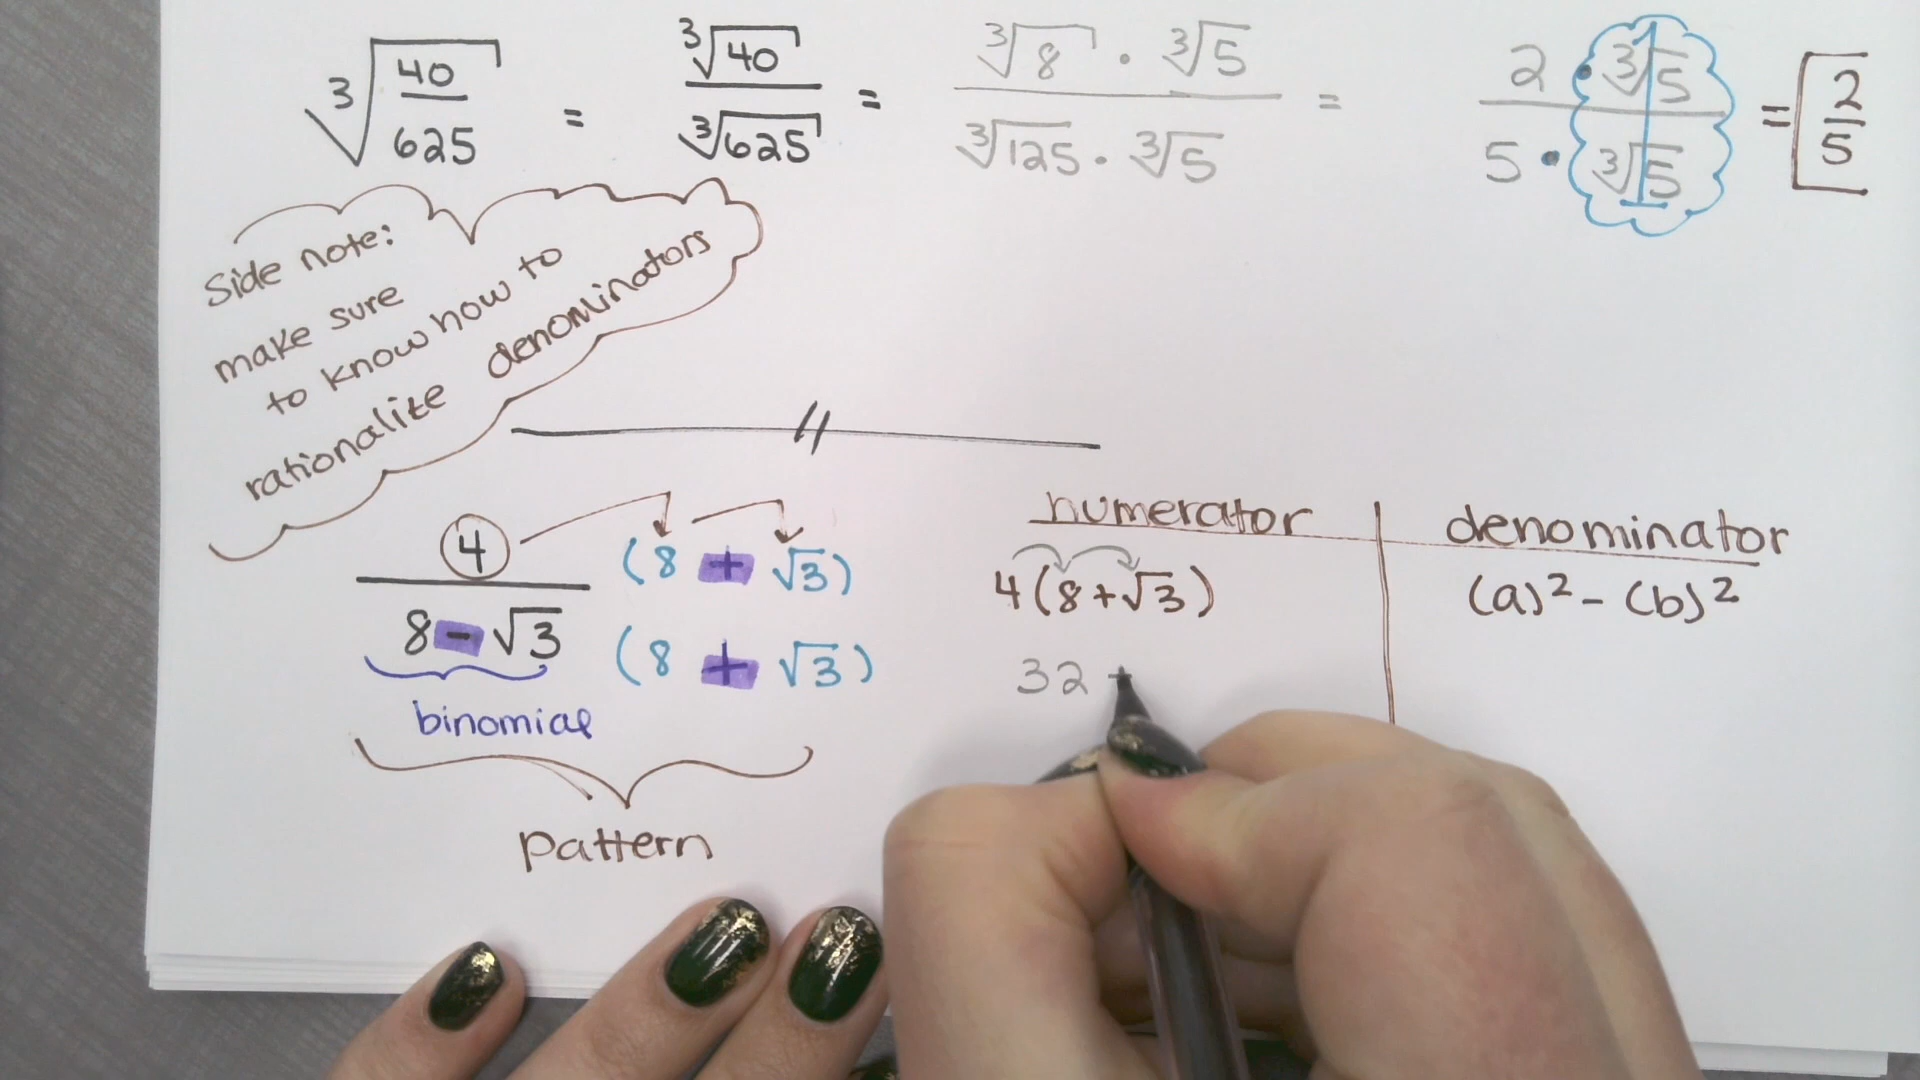 ∛(40/625) = ∛40/∛625 = (∛8 · ∛5)/(∛125 · ∛5) = (2 · ∛5)/(5 · ∛5) 1 = 2/5
Side note:
make sure
to know how to
rationalize denominators
4 (8 + √3)
8 - √3 (8 + √3)
binomial
pattern
numerator denominator
4(8+√3) (a)² - (b)²
32 +